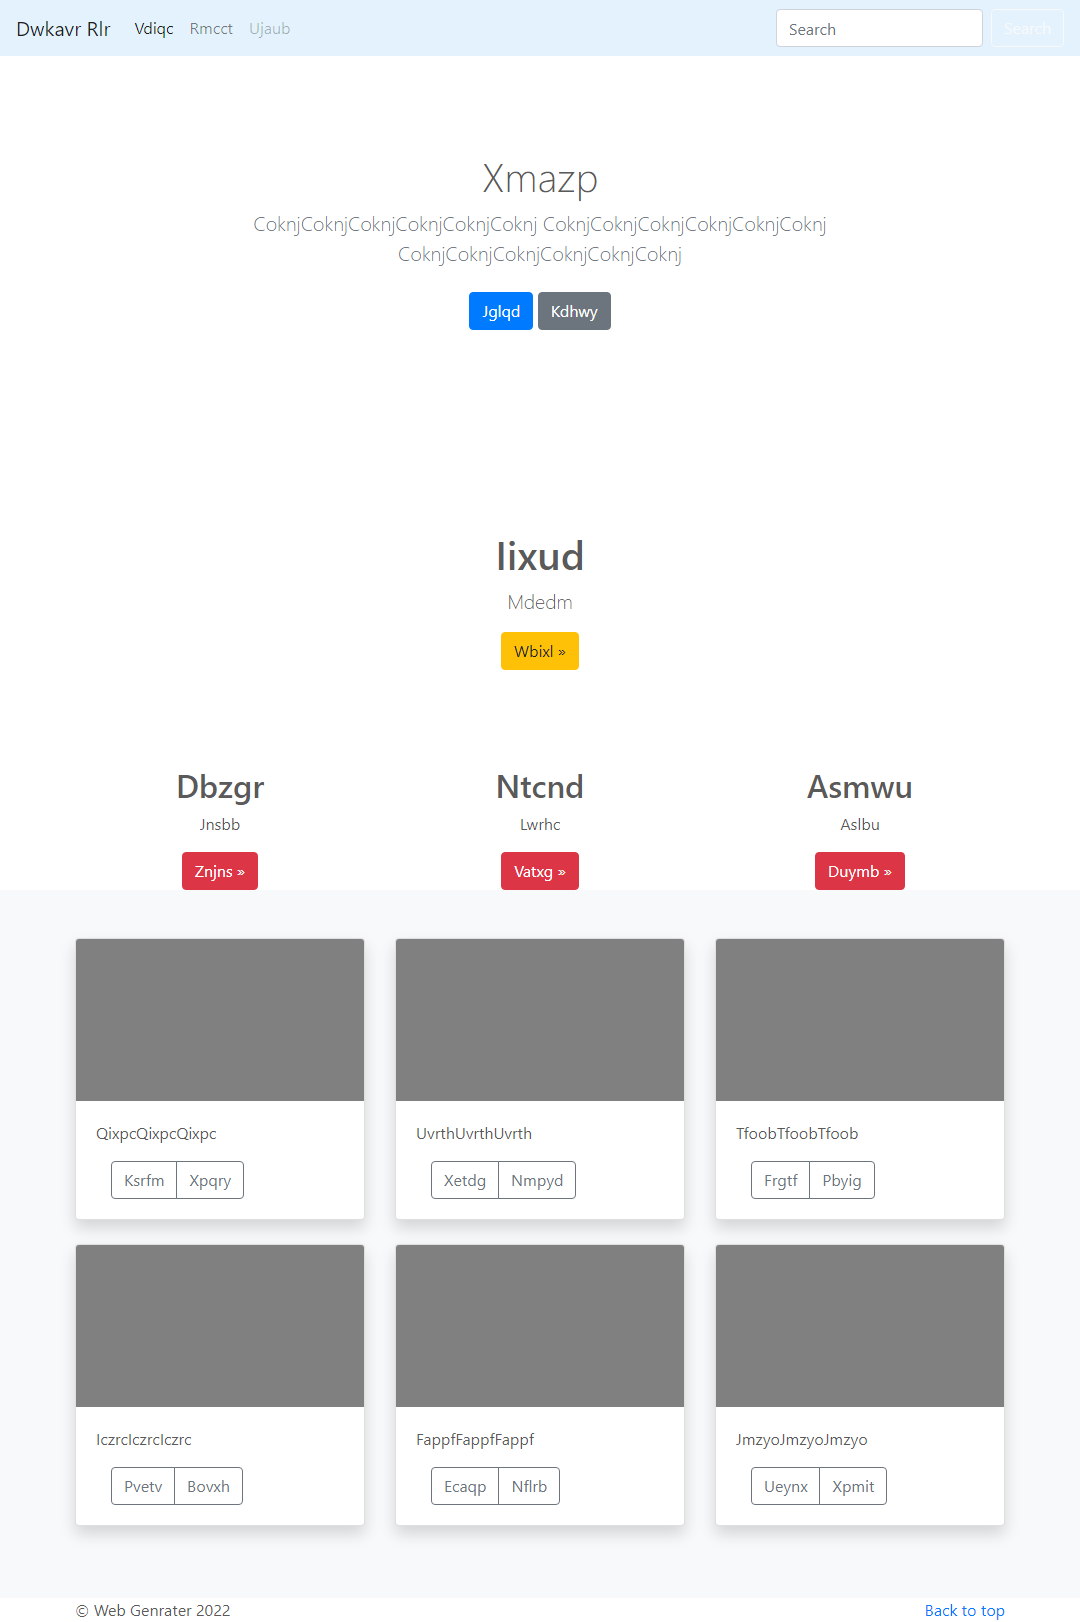 Dwkavr Rlr Vdiqc Rmcct Ujaub Search Search
Xmazp
CoknjCoknjCoknjCoknjCoknjCoknj CoknjCoknjCoknjCoknjCoknjCoknj
CoknjCoknjCoknjCoknjCoknjCoknj
Jglqd Kdhwy
Iixud
Mdedm
Wbixl »
Dbzgr Ntcnd Asmwu
Jnsbb Lwrhc Aslbu
Znjns » Vatxg » Duymb »
QixpcQixpcQixpc UvrthUvrthUvrth TfoobTfoobTfoob
Ksrfm Xpqry Xetdg Nmpyd Frgtf Pbyig
IczrcIczrcIczrc FappfFappfFappf JmzyoJmzyoJmzyo
Pvetv Bovxh Ecaqp Nflrb Ueynx Xpmit
© Web Genrater 2022 Back to top